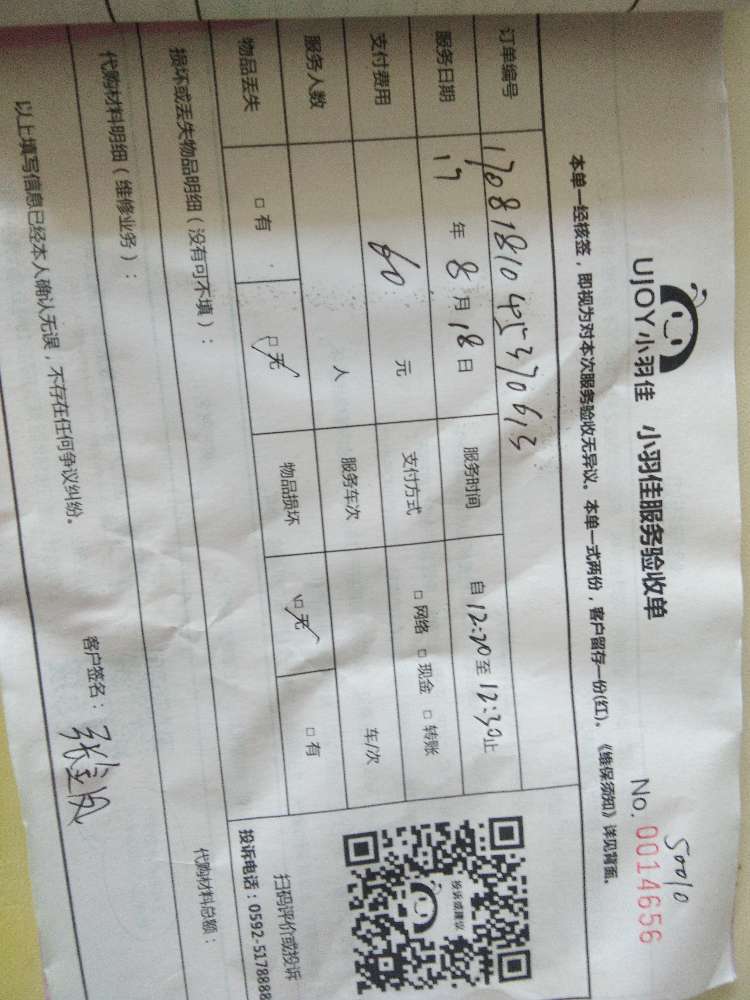 50010
UJOY 小羽佳 小羽佳服务验收单 No. 0014656
本单一经核签，即视为对本次服务验收无异议。本单一式两份，客户留存一份(红)。《维保须知》详见背面。
订单编号 1708181045370613
服务日期 17 年 8 月 18 日 服务时间 自 12:20 至 12:30 止
支付费用 60 元 支付方式 □ 网络 □ 现金 □ 转账
服务人数 人 服务车次 车/次
物品丢失 □ 有 □ 无 物品损坏 □ 无 □ 有
投诉或建议
扫码评价或投诉
投诉电话：0592-5178888
损坏或丢失物品明细（没有可不填）：
代购材料明细（维修业务）： 代购材料总额：
以上填写信息已经本人确认无误，不存在任何争议纠纷。 客户签名：